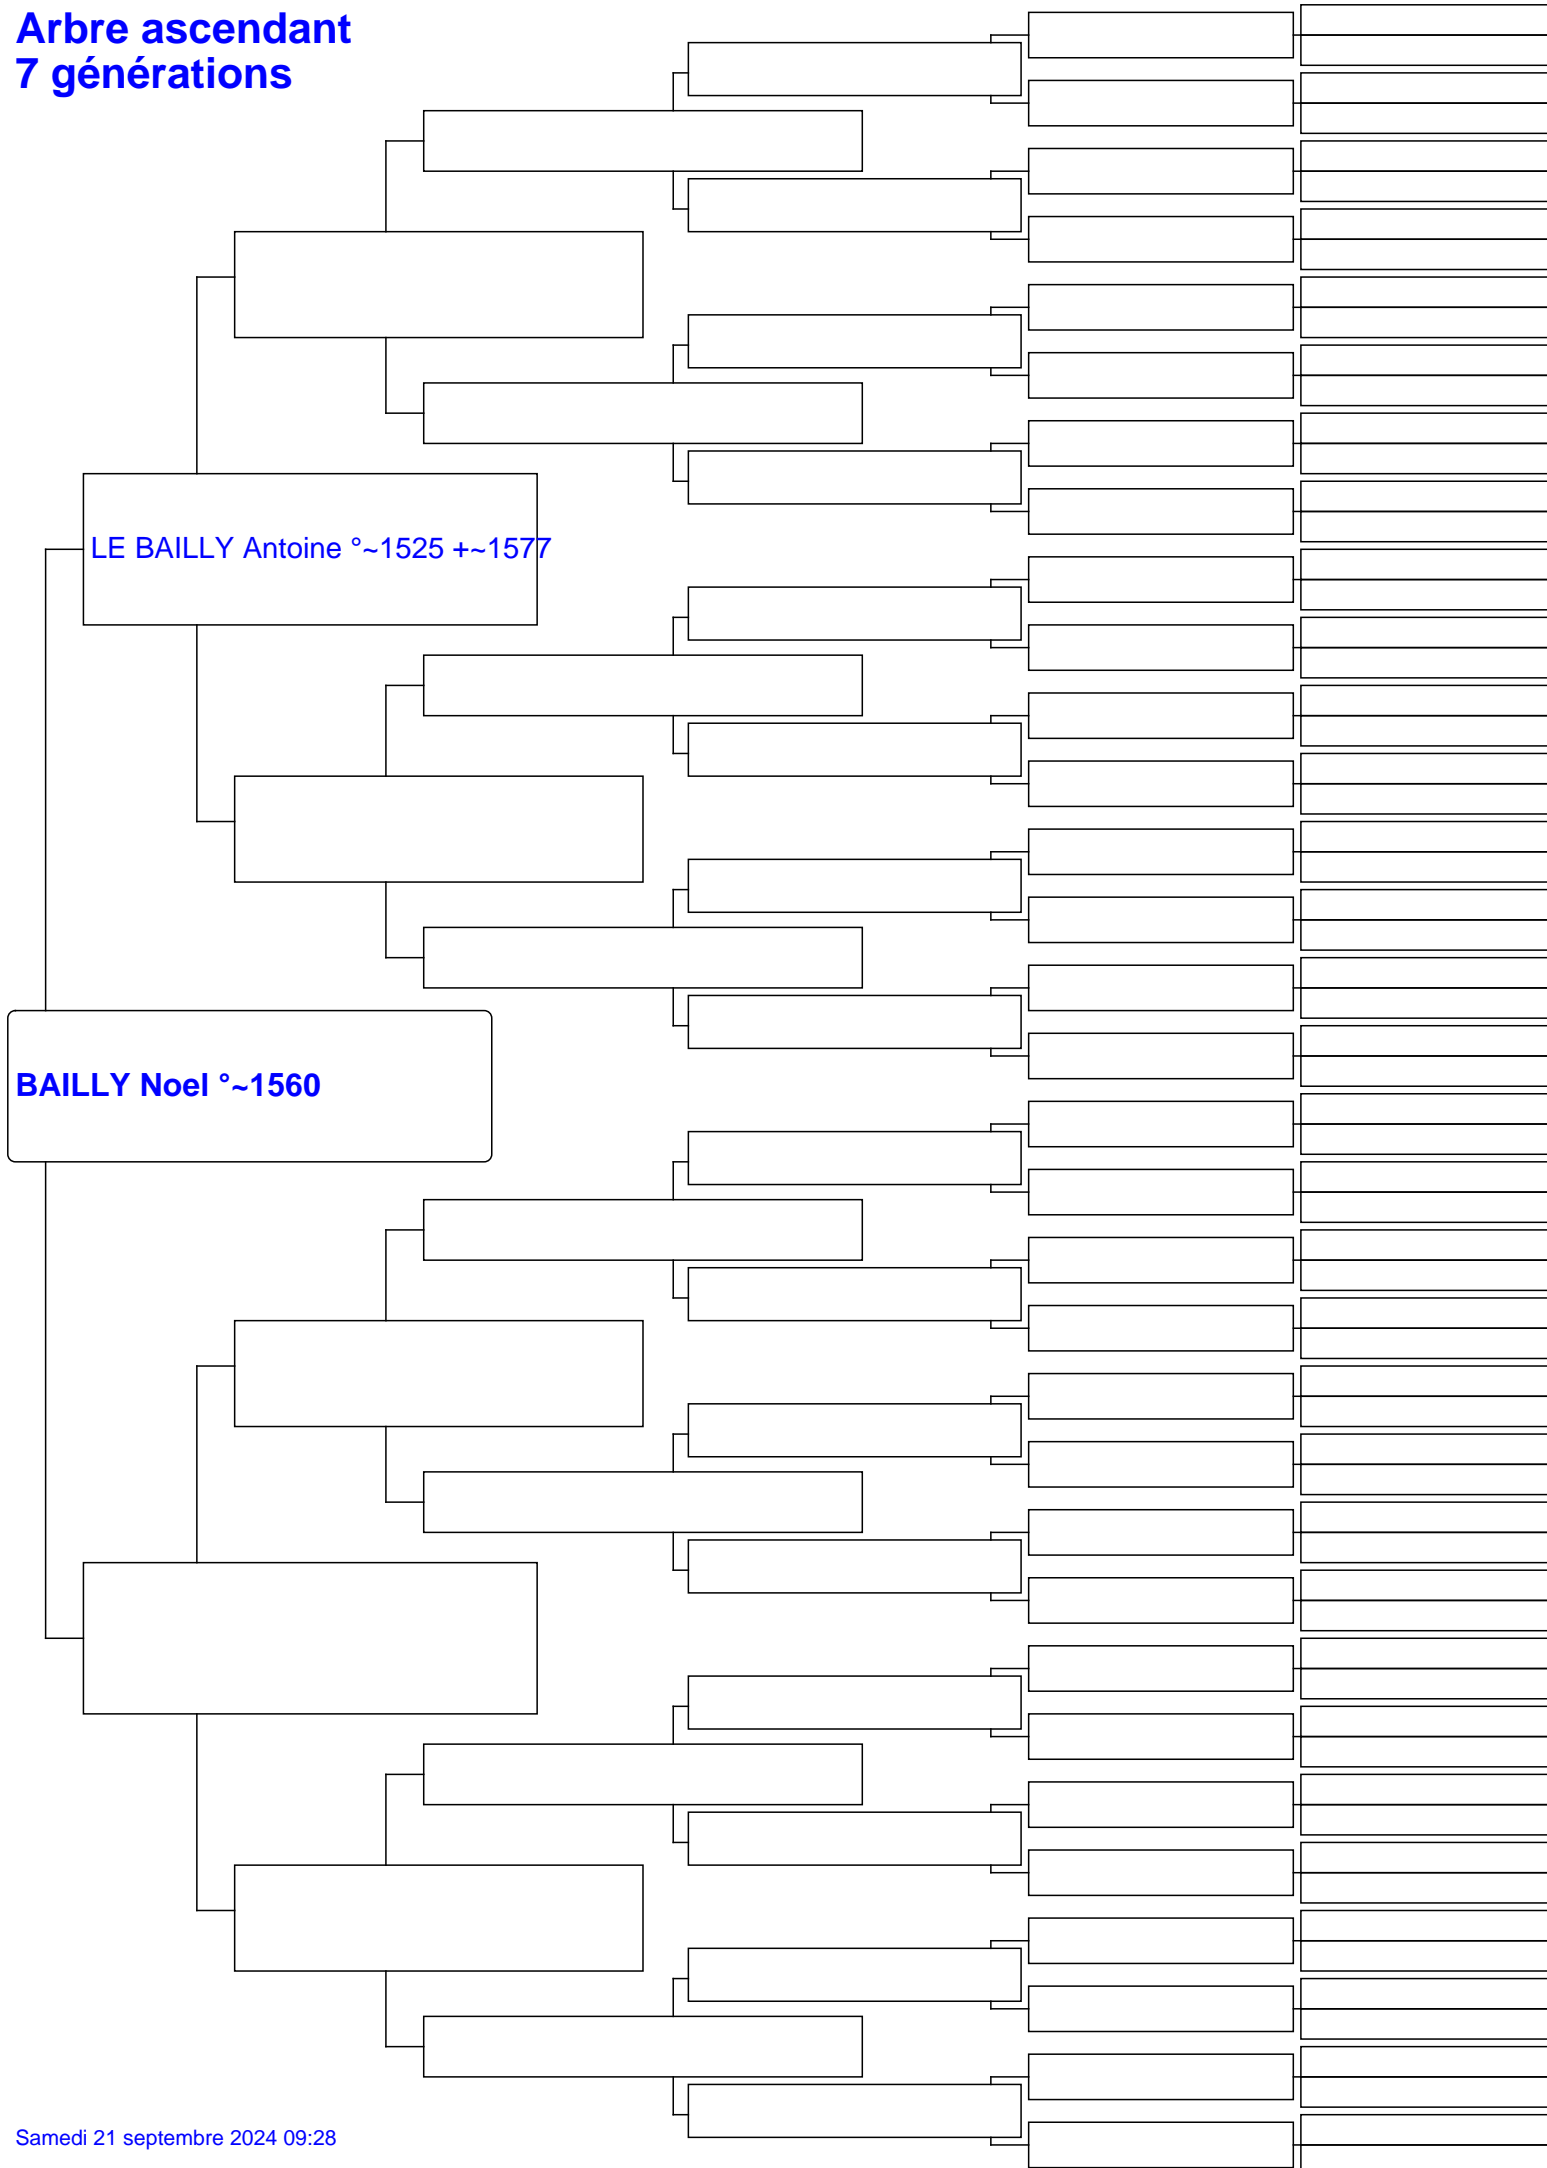 Arbre ascendant
7 générations
LE BAILLY Antoine °~1525 +~1577
BAILLY Noel °~1560
Samedi 21 septembre 2024 09:28